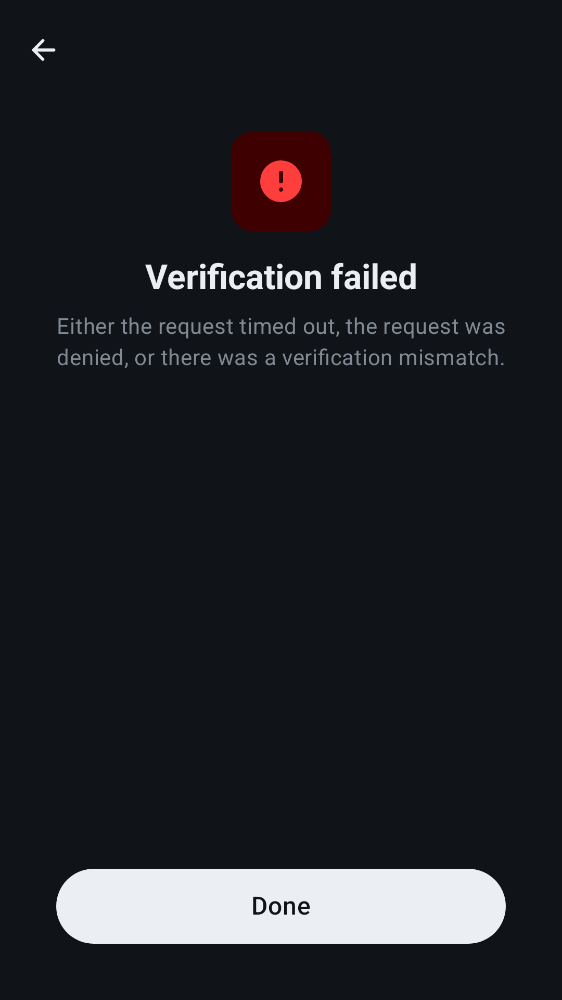 Verification failed
Either the request timed out, the request was
denied, or there was a verification mismatch.
Done